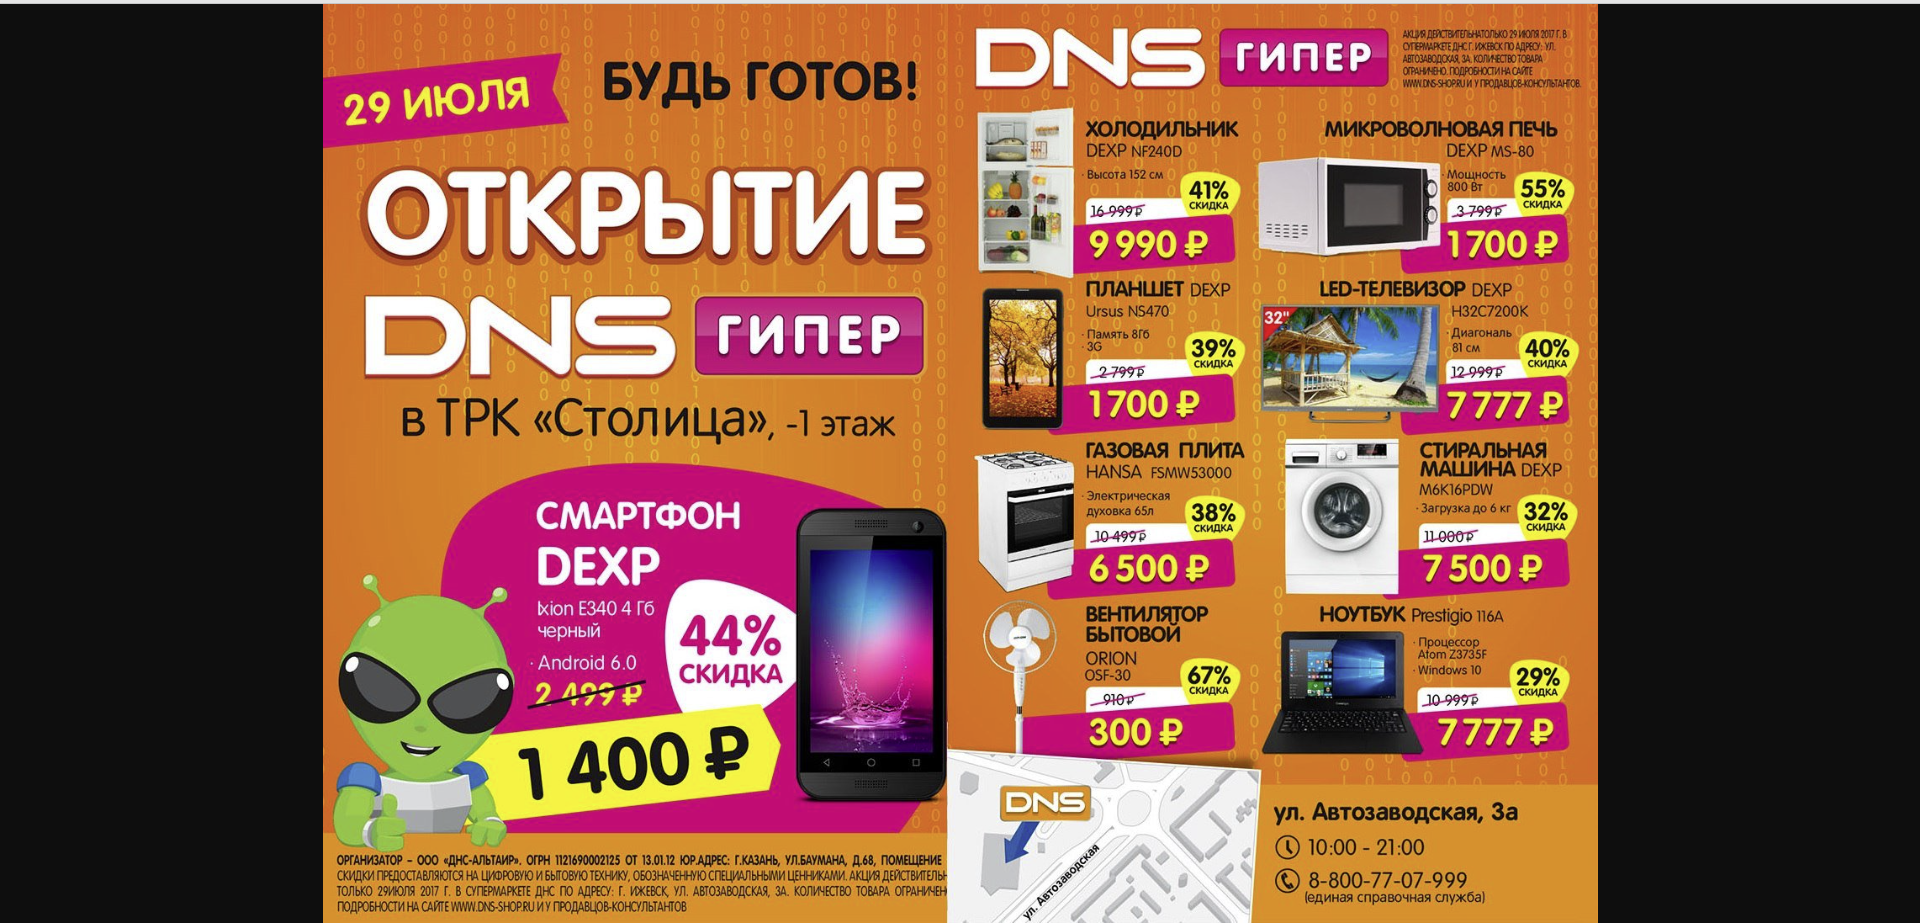 29 ИЮЛЯ
БУДЬ ГОТОВ!
ОТКРЫТИЕ
DNS ГИПЕР
в ТРК «Столица», -1 этаж
СМАРТФОН
DEXP
Ixion E340 4 Гб
черный
· Android 6.0
2 499 ₽
44%
СКИДКА
1 400 ₽
ОРГАНИЗАТОР – ООО «ДНС-АЛЬТАИР». ОГРН 1121690002125 ОТ 13.01.12 ЮР.АДРЕС: Г.КАЗАНЬ, УЛ.БАУМАНА, Д.68, ПОМЕЩЕНИЕ
СКИДКИ ПРЕДОСТАВЛЯЮТСЯ НА ЦИФРОВУЮ И БЫТОВУЮ ТЕХНИКУ, ОБОЗНАЧЕННУЮ СПЕЦИАЛЬНЫМИ ЦЕННИКАМИ. АКЦИЯ ДЕЙСТВИТЕЛЬН
ТОЛЬКО 29ИЮЛЯ 2017 Г. В СУПЕРМАРКЕТЕ ДНС ПО АДРЕСУ: Г. ИЖЕВСК, УЛ. АВТОЗАВОДСКАЯ, 3А. КОЛИЧЕСТВО ТОВАРА ОГРАНИЧЕН
ПОДРОБНОСТИ НА САЙТЕ WWW.DNS-SHOP.RU И У ПРОДАВЦОВ-КОНСУЛЬТАНТОВ
DNS ГИПЕР
АКЦИЯ ДЕЙСТВИТЕЛЬНАТОЛЬКО 29 ИЮЛЯ 2017 Г. В
СУПЕРМАРКЕТЕ ДНС Г. ИЖЕВСК ПО АДРЕСУ: УЛ.
АВТОЗАВОДСКАЯ, 3А. КОЛИЧЕСТВО ТОВАРА
ОГРАНИЧЕНО. ПОДРОБНОСТИ НА САЙТЕ
WWW.DNS-SHOP.RU И У ПРОДАВЦОВ-КОНСУЛЬТАНТОВ.
ХОЛОДИЛЬНИК
DEXP NF240D
· Высота 152 см
41%
СКИДКА
16 999 ₽
9 990 ₽
МИКРОВОЛНОВАЯ ПЕЧЬ
DEXP MS-80
· Мощность
800 Вт
55%
СКИДКА
3 799 ₽
1700 ₽
ПЛАНШЕТ DEXP
Ursus NS470
· Память 8Гб
· 3G
39%
СКИДКА
2 799 ₽
1700 ₽
LED-ТЕЛЕВИЗОР DEXP
H32C7200K
32"
· Диагональ
81 см
40%
СКИДКА
12 999 ₽
7 777 ₽
ГАЗОВАЯ ПЛИТА
HANSA FSMW53000
· Электрическая
духовка 65л
38%
СКИДКА
10 499 ₽
6 500 ₽
СТИРАЛЬНАЯ
МАШИНА DEXP
M6K16PDW
· Загрузка до 6 кг
32%
СКИДКА
11 000 ₽
7 500 ₽
ВЕНТИЛЯТОР
БЫТОВОЙ
ORION
OSF-30
67%
СКИДКА
910 ₽
300 ₽
НОУТБУК Prestigio 116A
· Процессор
Atom Z3735F
· Windows 10
29%
СКИДКА
10 999 ₽
7 777 ₽
DNS
ул. Автозаводская
ул. Автозаводская, 3а
10:00 - 21:00
8-800-77-07-999
(единая справочная служба)